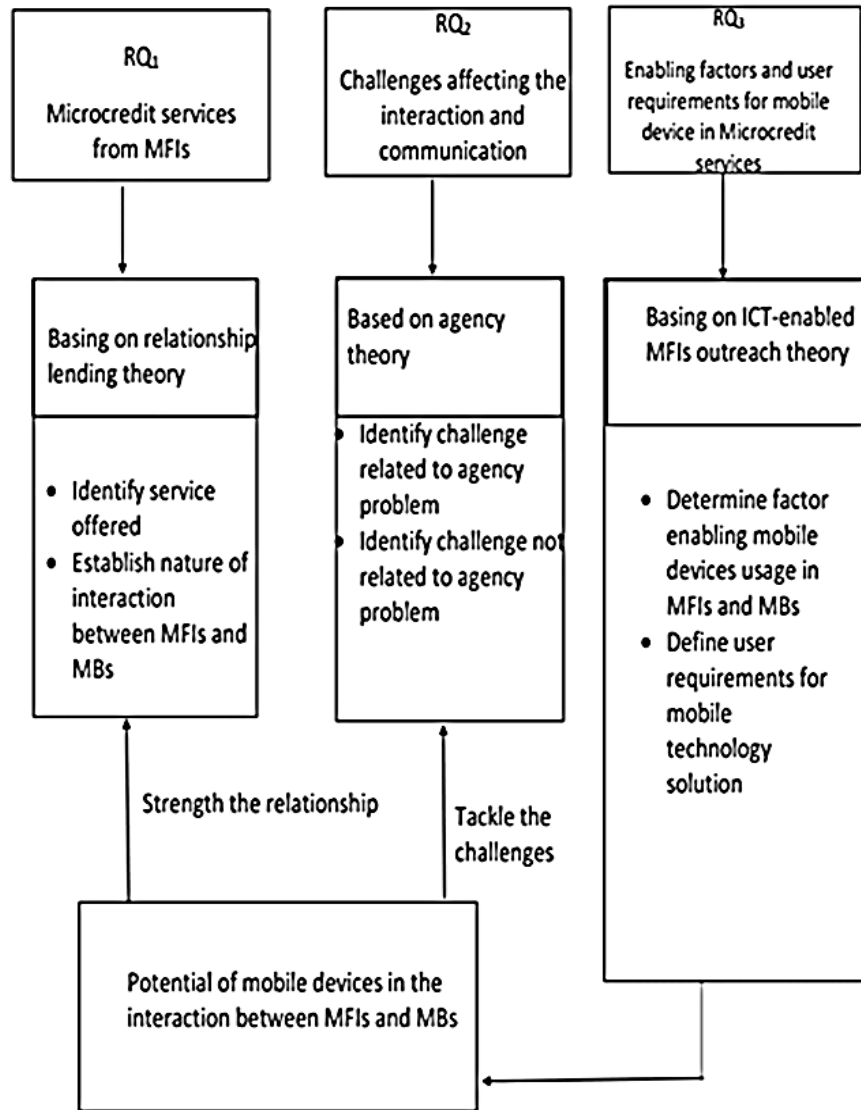 RQ₁
Microcredit services
from MFIs
RQ₂
Challenges affecting the
interaction and
communication
RQ₃
Enabling factors and user
requirements for mobile
device in Microcredit
services
Basing on relationship
lending theory
• Identify service
offered
• Establish nature of
interaction
between MFIs and
MBs
Based on agency
theory
• Identify challenge
related to agency
problem
• Identify challenge not
related to agency
problem
Basing on ICT-enabled
MFIs outreach theory
• Determine factor
enabling mobile
devices usage in
MFIs and MBs
• Define user
requirements for
mobile
technology
solution
Strength the relationship
Tackle the
challenges
Potential of mobile devices in the
interaction between MFIs and MBs